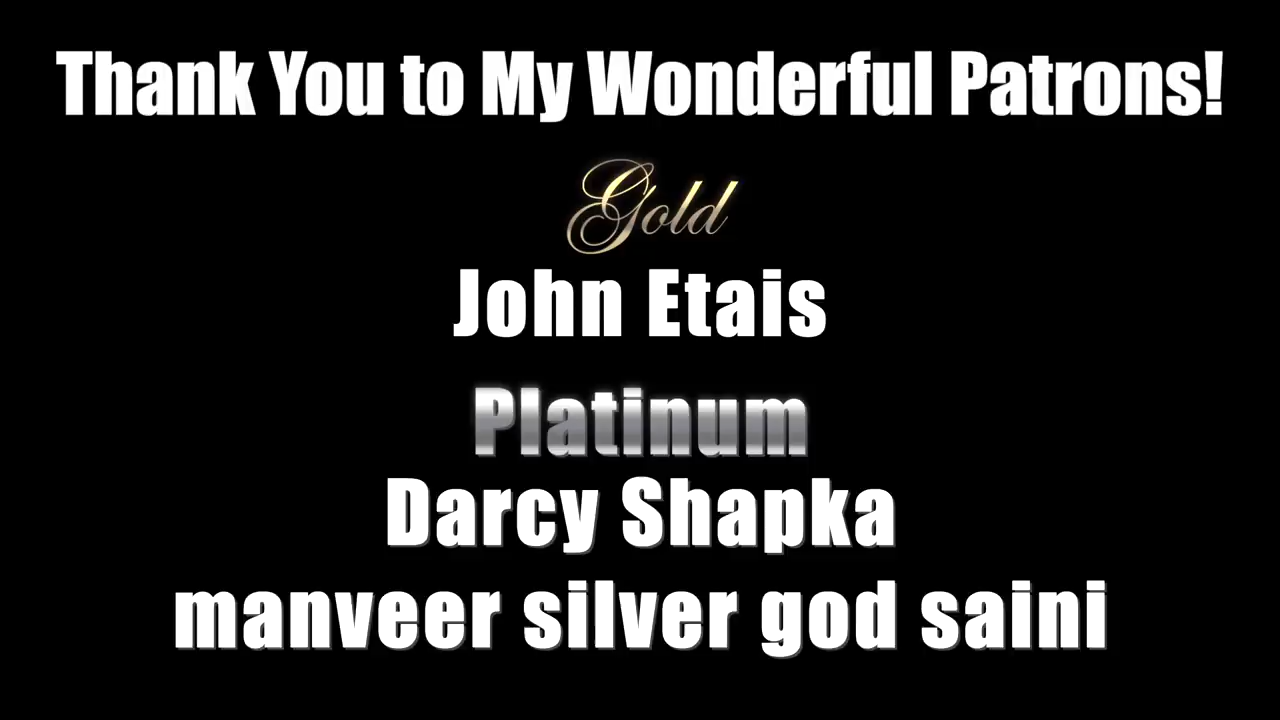 Thank You to My Wonderful Patrons!
Gold
John Etais
Platinum
Darcy Shapka
manveer silver god saini